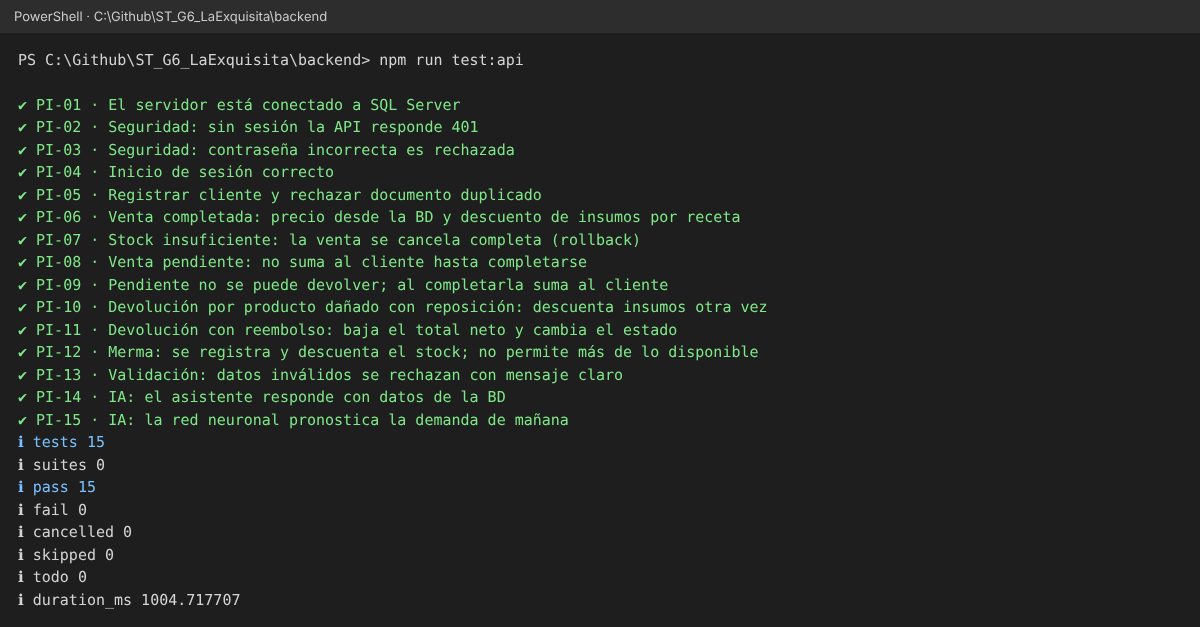 PowerShell · C:\Github\ST_G6_LaExquisita\backend
PS C:\Github\ST_G6_LaExquisita\backend> npm run test:api
✔ PI-01 · El servidor está conectado a SQL Server
✔ PI-02 · Seguridad: sin sesión la API responde 401
✔ PI-03 · Seguridad: contraseña incorrecta es rechazada
✔ PI-04 · Inicio de sesión correcto
✔ PI-05 · Registrar cliente y rechazar documento duplicado
✔ PI-06 · Venta completada: precio desde la BD y descuento de insumos por receta
✔ PI-07 · Stock insuficiente: la venta se cancela completa (rollback)
✔ PI-08 · Venta pendiente: no suma al cliente hasta completarse
✔ PI-09 · Pendiente no se puede devolver; al completarla suma al cliente
✔ PI-10 · Devolución por producto dañado con reposición: descuenta insumos otra vez
✔ PI-11 · Devolución con reembolso: baja el total neto y cambia el estado
✔ PI-12 · Merma: se registra y descuenta el stock; no permite más de lo disponible
✔ PI-13 · Validación: datos inválidos se rechazan con mensaje claro
✔ PI-14 · IA: el asistente responde con datos de la BD
✔ PI-15 · IA: la red neuronal pronostica la demanda de mañana
ℹ tests 15
ℹ suites 0
ℹ pass 15
ℹ fail 0
ℹ cancelled 0
ℹ skipped 0
ℹ todo 0
ℹ duration_ms 1004.717707